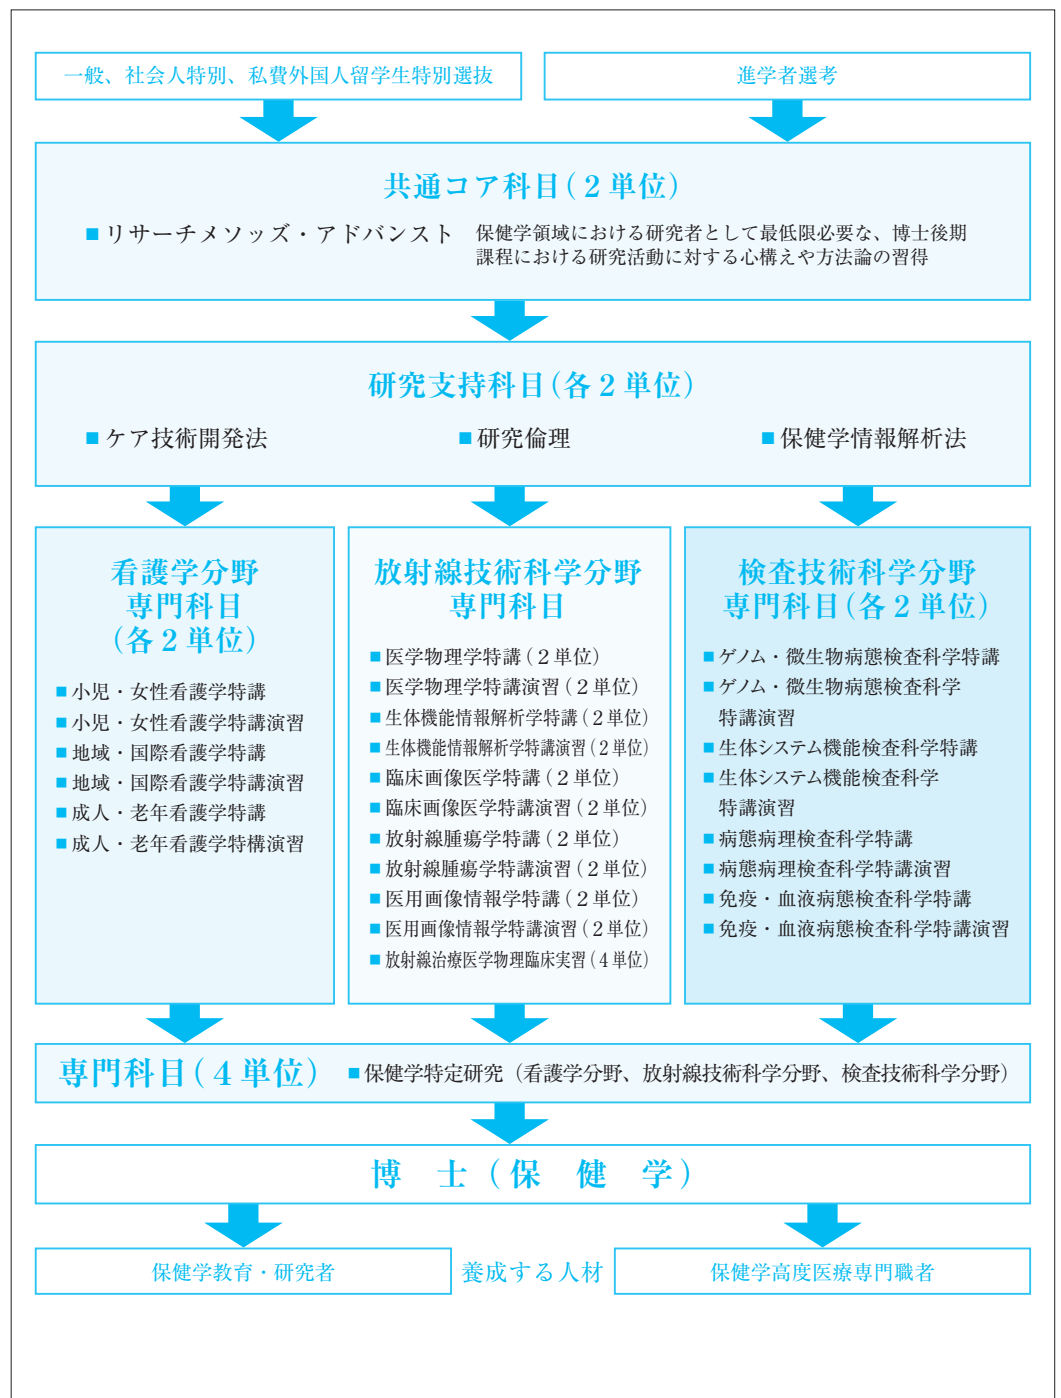 一般、社会人特別、私費外国人留学生特別選抜
進学者選考
共通コア科目(2単位)
■リサーチメソッズ・アドバンスト
保健学領域における研究者として最低限必要な、博士後期
課程における研究活動に対する心構えや方法論の習得
研究支持科目(各2単位)
■ケア技術開発法
■研究倫理
■保健学情報解析法
看護学分野
専門科目
(各2単位)
■小児・女性看護学特講
■小児・女性看護学特講演習
■地域・国際看護学特講
■地域・国際看護学特講演習
■成人・老年看護学特講
■成人・老年看護学特構演習
放射線技術科学分野
専門科目
■医学物理学特講(2単位)
■医学物理学特講演習(2単位)
■生体機能情報解析学特講(2単位)
■生体機能情報解析学特講演習(2単位)
■臨床画像医学特講(2単位)
■臨床画像医学特講演習(2単位)
■放射線腫瘍学特講(2単位)
■放射線腫瘍学特講演習(2単位)
■医用画像情報学特講(2単位)
■医用画像情報学特講演習(2単位)
■放射線治療医学物理臨床実習(4単位)
検査技術科学分野
専門科目(各2単位)
■ゲノム・微生物病態検査科学特講
■ゲノム・微生物病態検査科学
特講演習
■生体システム機能検査科学特講
■生体システム機能検査科学
特講演習
■病態病理検査科学特講
■病態病理検査科学特講演習
■免疫・血液病態検査科学特講
■免疫・血液病態検査科学特講演習
専門科目(4単位)
■保健学特定研究(看護学分野、放射線技術科学分野、検査技術科学分野)
博 士(保 健 学)
保健学教育・研究者
養成する人材
保健学高度医療専門職者